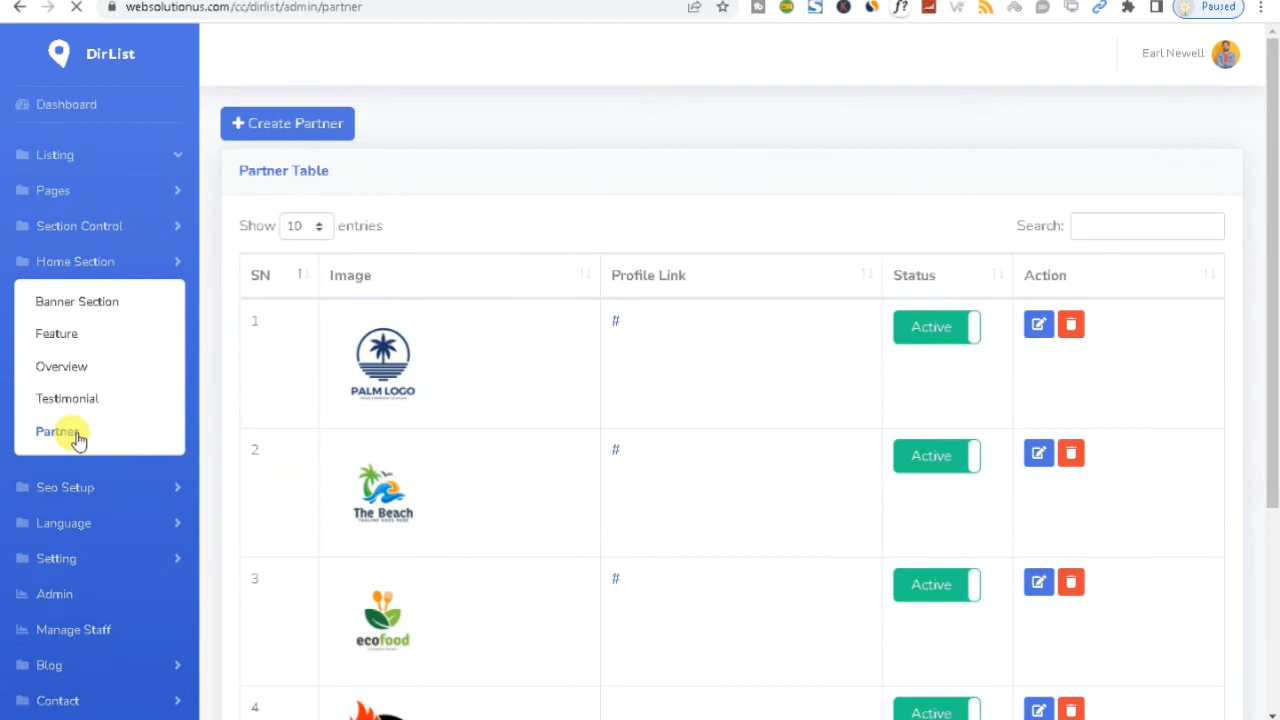 websolutionus.com/cc/dirlist/admin/partner
Paused
DirList
Earl Newell
Dashboard
Listing
Pages
Section Control
Home Section
Banner Section
Feature
Overview
Testimonial
Partner
Seo Setup
Language
Setting
Admin
Manage Staff
Blog
Contact
+ Create Partner
Partner Table
Show 10 entries
Search:
SN Image Profile Link Status Action
1 # Active
PALM LOGO
2 # Active
The Beach
TAGLINE GOES HERE
3 # Active
ecofood
4 Active